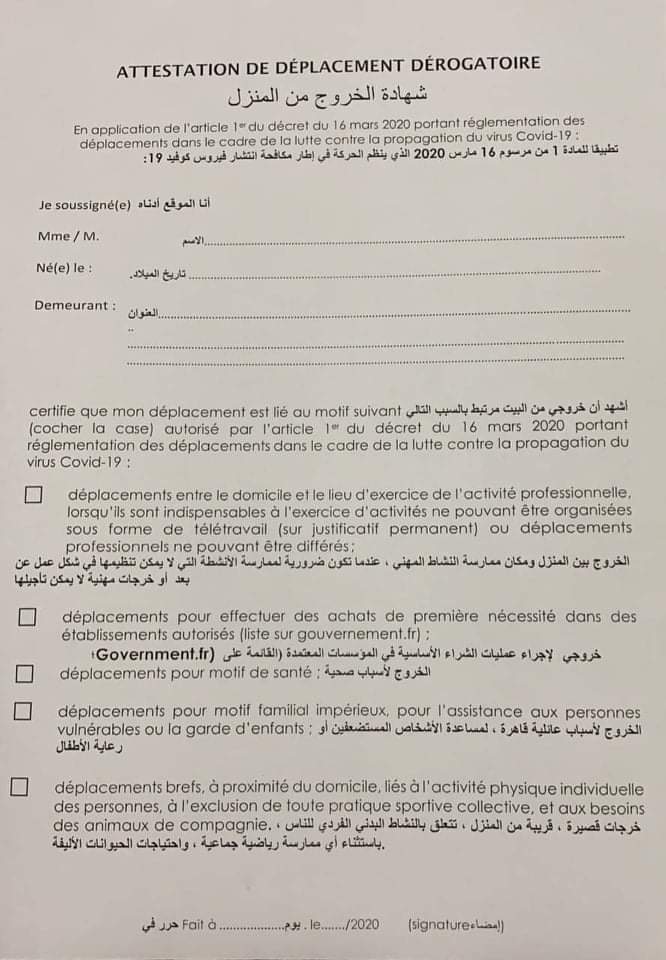 ATTESTATION DE DÉPLACEMENT DÉROGATOIRE
شهادة الخروج من المنزل
En application de l'article 1er du décret du 16 mars 2020 portant réglementation des
déplacements dans le cadre de la lutte contre la propagation du virus Covid-19 :
تطبيقا للمادة 1 من مرسوم 16 مارس 2020 الذي ينظم الحركة في إطار مكافحة انتشار فيروس كوفيد 19:
Je soussigné(e) أنا الموقع أدناه
Mme / M. الاسم
Né(e) le : تاريخ الميلاد.
Demeurant : العنوان
certifie que mon déplacement est lié au motif suivant أشهد أن خروجي من البيت مرتبط بالسبب التالي
(cocher la case) autorisé par l'article 1er du décret du 16 mars 2020 portant
réglementation des déplacements dans le cadre de la lutte contre la propagation du
virus Covid-19 :
déplacements entre le domicile et le lieu d'exercice de l'activité professionnelle,
lorsqu'ils sont indispensables à l'exercice d'activités ne pouvant être organisées
sous forme de télétravail (sur justificatif permanent) ou déplacements
professionnels ne pouvant être différés;
الخروج بين المنزل ومكان ممارسة النشاط المهني ، عندما تكون ضرورية لممارسة الأنشطة التي لا يمكن تنظيمها في شكل عمل عن
بعد أو خرجات مهنية لا يمكن تأجيلها
déplacements pour effectuer des achats de première nécessité dans des
établissements autorisés (liste sur gouvernement.fr) ;
خروجي لإجراء عمليات الشراء الأساسية في المؤسسات المعتمدة (القائمة على Government.fr)؛
déplacements pour motif de santé ; الخروج لأسباب صحية
déplacements pour motif familial impérieux, pour l'assistance aux personnes
vulnérables ou la garde d'enfants ; الخروج لأسباب عائلية قاهرة ، لمساعدة الأشخاص المستضعفين أو
رعاية الأطفال
déplacements brefs, à proximité du domicile, liés à l'activité physique individuelle
des personnes, à l'exclusion de toute pratique sportive collective, et aux besoins
des animaux de compagnie. خرجات قصيرة ، قريبة من المنزل ، تتعلق بالنشاط البدني الفردي للناس ،
باستثناء أي ممارسة رياضية جماعية ، واحتياجات الحيوانات الأليفة.
حرر في Fait à ...................يوم . le......./2020 (signatureإمضاء)